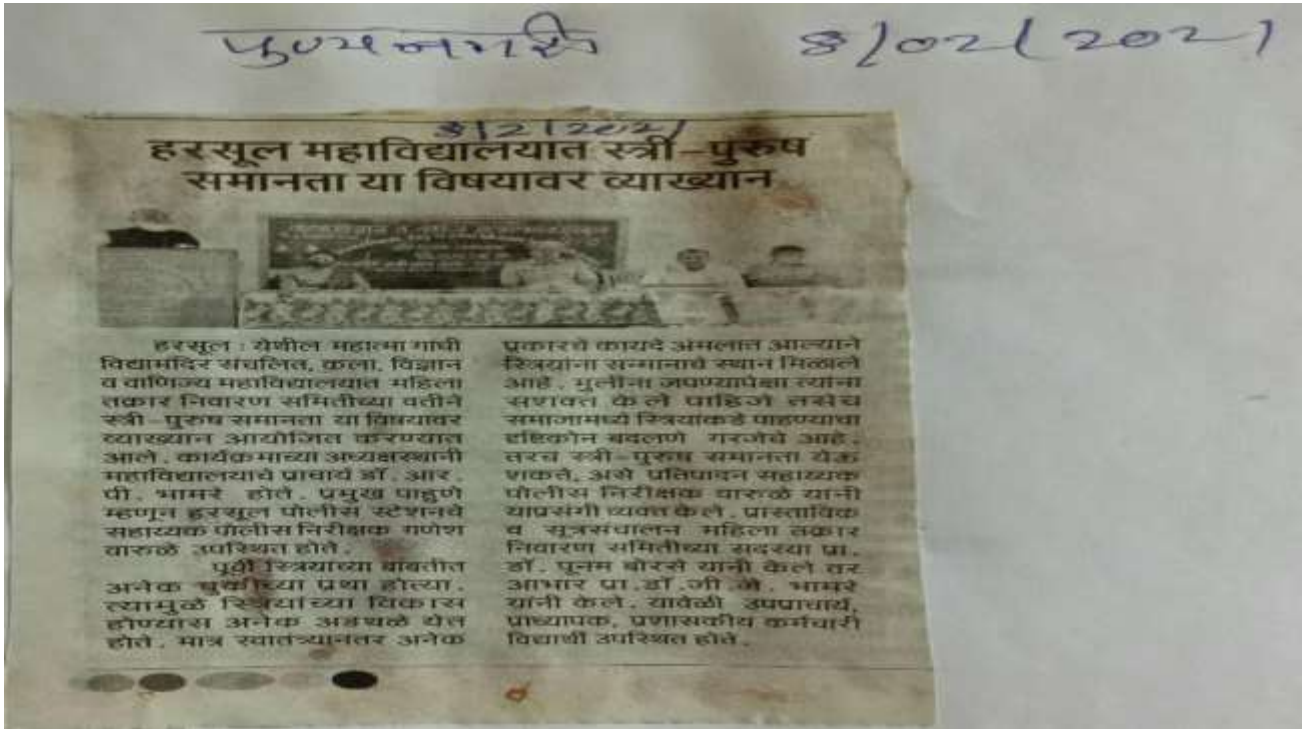 पुण्यनगरी 8/02/2021
8/2/2021
हरसूल महाविद्यालयात स्त्री-पुरुष
समानता या विषयावर व्याख्यान
हरसूल : येथील महात्मा गांधी
विद्यामंदिर संचलित, कला, विज्ञान
व वाणिज्य महाविद्यालयात महिला
तक्रार निवारण समितीच्या वतीने
स्त्री-पुरुष समानता या विषयावर
व्याख्यान आयोजित करण्यात
आले. कार्यक्रमाच्या अध्यक्षस्थानी
महाविद्यालयाचे प्राचार्य डॉ. आर.
पी. भामरे होते. प्रमुख पाहुणे
म्हणून हरसूल पोलीस स्टेशनचे
सहाय्यक पोलीस निरीक्षक गणेश
वारुळे उपस्थित होते.
पूर्वी स्त्रियाच्या बाबतीत
अनेक चुकीच्या प्रथा होत्या.
त्यामुळे स्त्रियांच्या विकास
होण्यास अनेक अडथळे येत
होते. मात्र स्वातंत्र्यानंतर अनेक
प्रकारचे कायदे अमलात आल्याने
स्त्रियांना सन्मानाचे स्थान मिळाले
आहे. मुलींना जपण्यापेक्षा त्यांना
सशक्त केले पाहिजे तसेच
समाजामध्ये स्त्रियांकडे पाहण्याचा
दृष्टिकोन बदलणे गरजेचे आहे.
तरच स्त्री-पुरुष समानता येऊ
शकते, असे प्रतिपादन सहाय्यक
पोलीस निरीक्षक वारुळे यांनी
याप्रसंगी व्यक्त केले. प्रास्ताविक
व सूत्रसंचालन महिला तक्रार
निवारण समितीच्या सदस्या प्रा.
डॉ. पूनम बोरसे यांनी केले तर
आभार प्रा.डॉ.जी.जे. भामरे
यांनी केले. यावेळी उपप्राचार्य,
प्राध्यापक, प्रशासकीय कर्मचारी
विद्यार्थी उपस्थित होते.